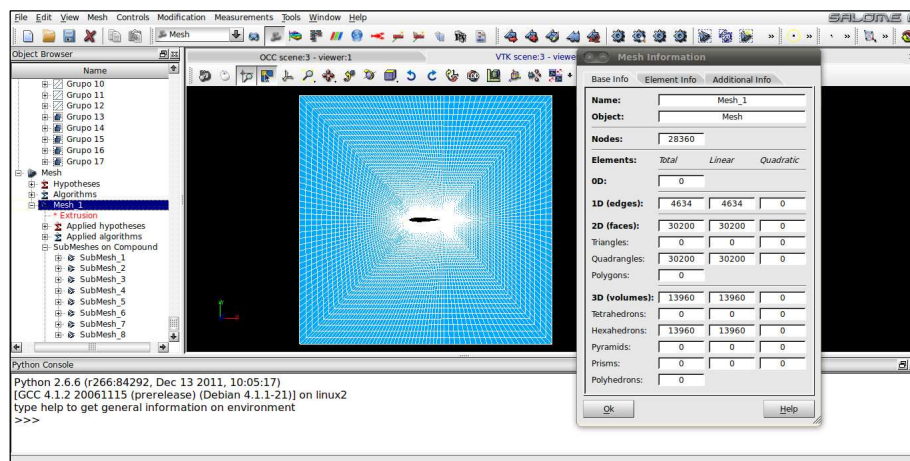 File Edit View Mesh Controls Modification Measurements Tools Window Help
SALOME
Mesh
Object Browser
OCC scene:3 - viewer:1
VTK scene:3 - viewe
Name
Grupo 10
Grupo 11
Grupo 12
Grupo 13
Grupo 14
Grupo 15
Grupo 16
Grupo 17
Mesh
Hypotheses
Algorithms
Mesh_1
* Extrusion
Applied hypotheses
Applied algorithms
SubMeshes on Compound
SubMesh_1
SubMesh_2
SubMesh_3
SubMesh_4
SubMesh_5
SubMesh_6
SubMesh_7
SubMesh_8
Mesh Information
Base Info Element Info Additional Info
Name: Mesh_1
Object: Mesh
Nodes: 28360
Elements: Total Linear Quadratic
0D: 0
1D (edges): 4634 4634 0
2D (faces): 30200 30200 0
Triangles: 0 0 0
Quadrangles: 30200 30200 0
Polygons: 0
3D (volumes): 13960 13960 0
Tetrahedrons: 0 0 0
Hexahedrons: 13960 13960 0
Pyramids: 0 0 0
Prisms: 0 0 0
Polyhedrons: 0
Ok Help
Python Console
Python 2.6.6 (r266:84292, Dec 13 2011, 10:05:17)
[GCC 4.1.2 20061115 (prerelease) (Debian 4.1.1-21)] on linux2
type help to get general information on environment
>>>